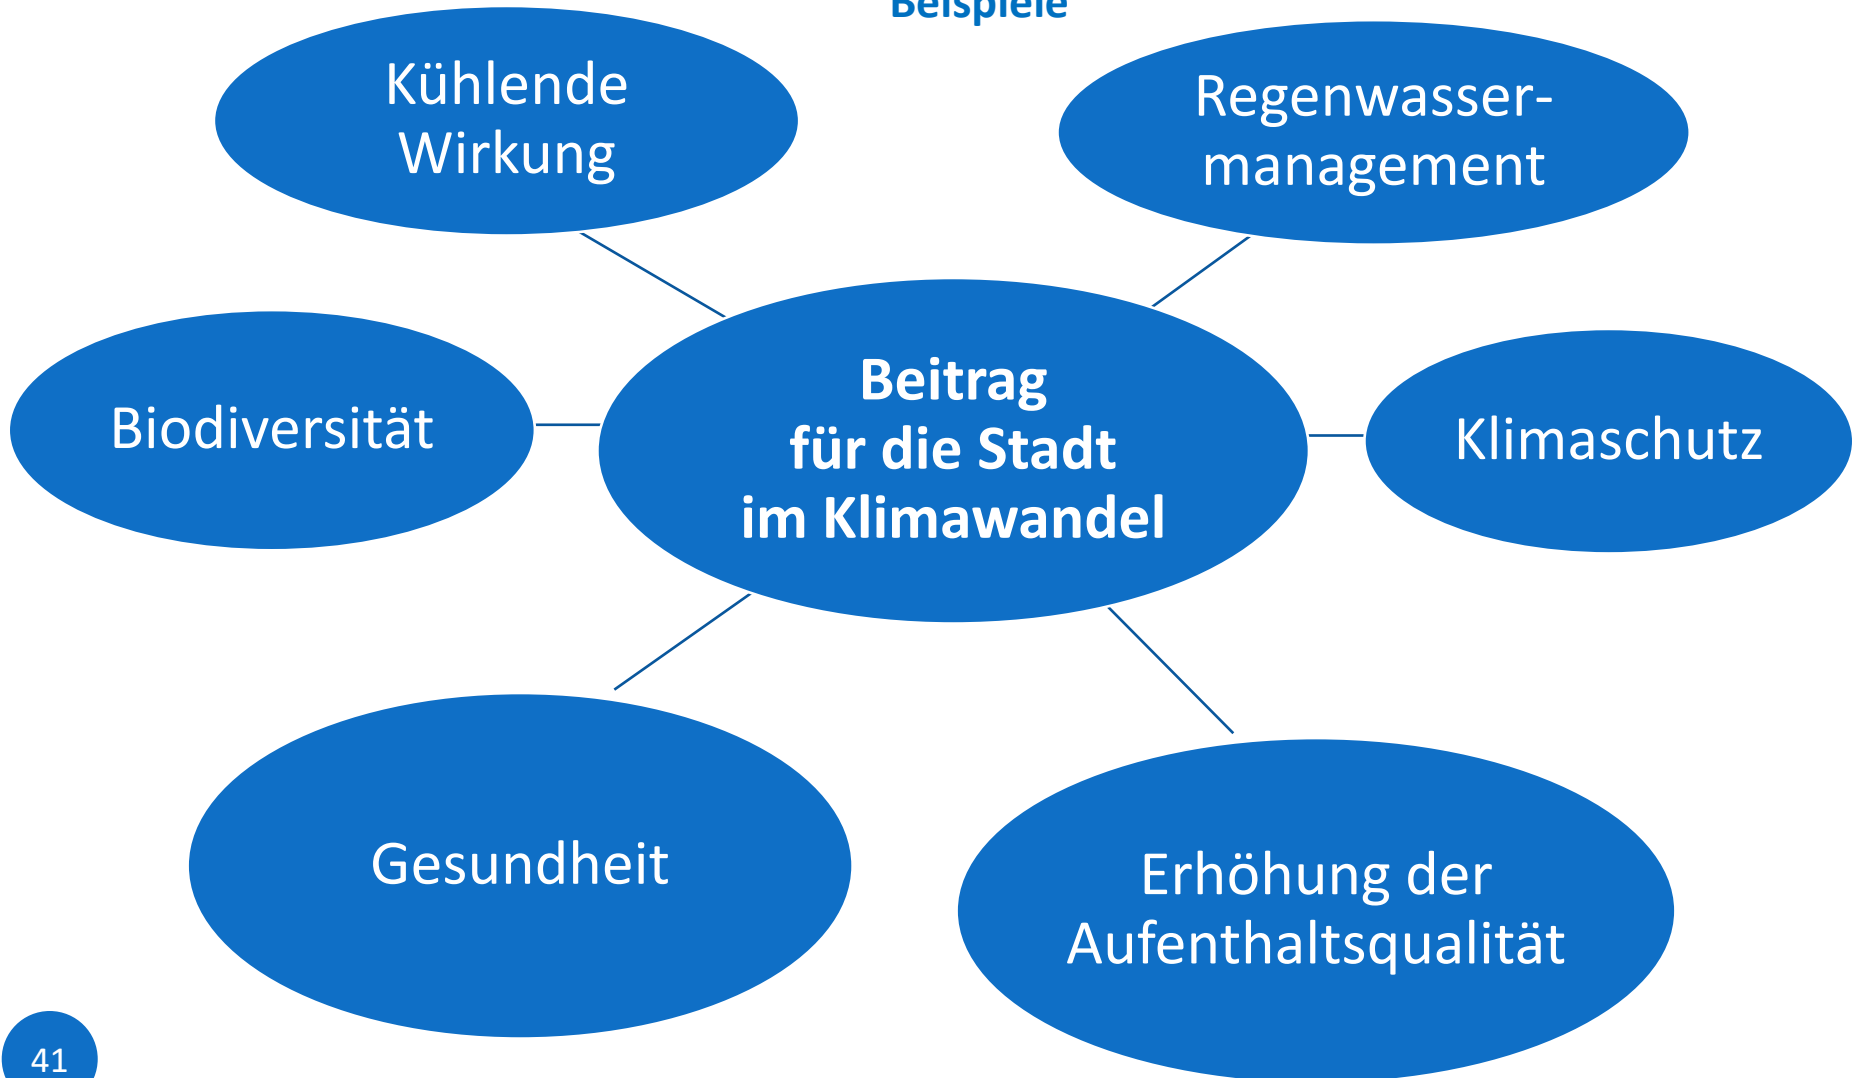 Beispiele
Kühlende
Wirkung
Regenwasser-
management
Beitrag
für die Stadt
im Klimawandel
Biodiversität
Klimaschutz
Gesundheit
Erhöhung der
Aufenthaltsqualität
41